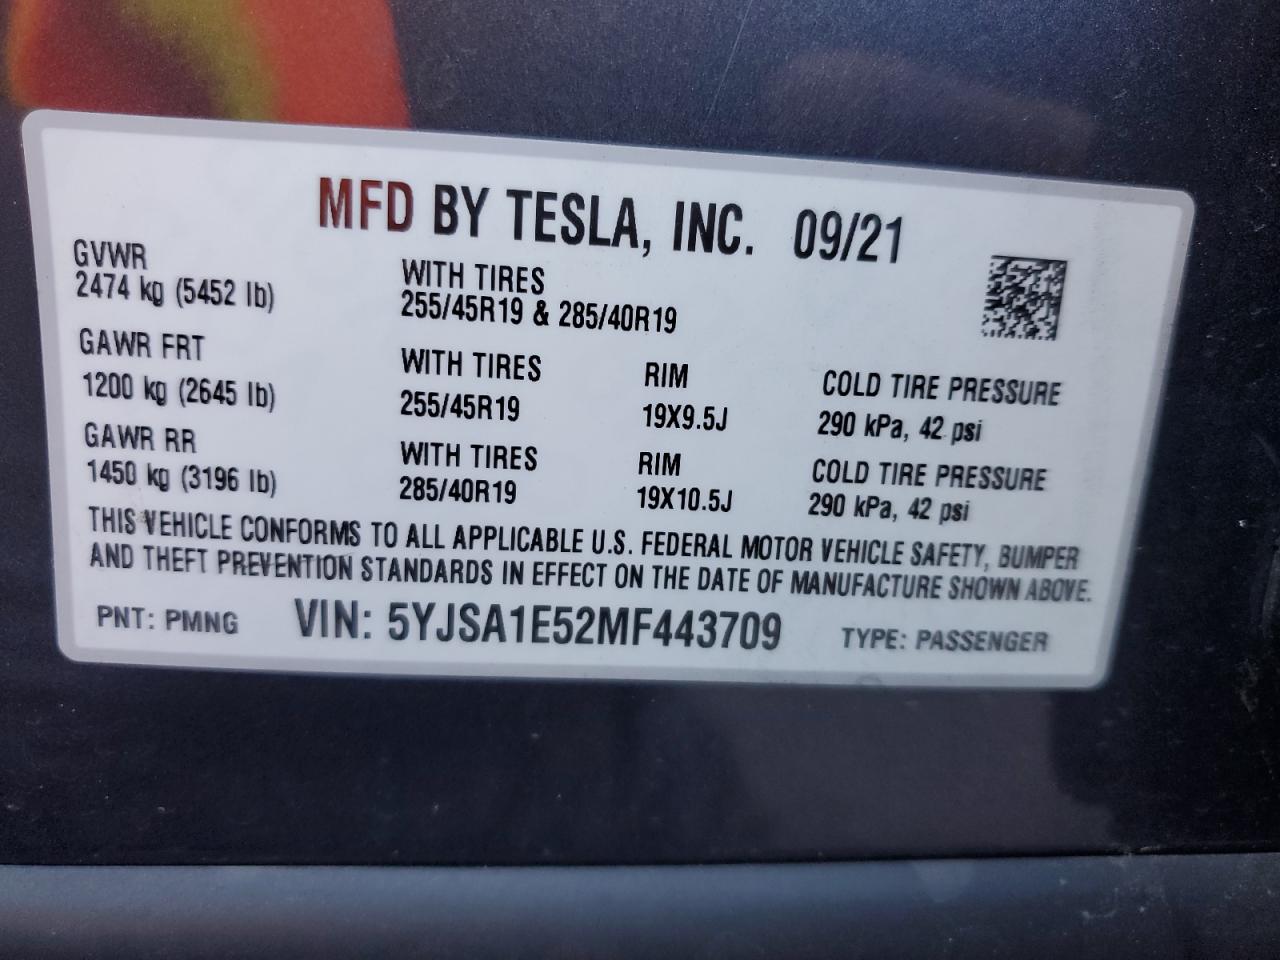 MFD BY TESLA, INC. 09/21
GVWR
2474 kg (5452 lb)
WITH TIRES
255/45R19 & 285/40R19
GAWR FRT
1200 kg (2645 lb)
WITH TIRES
255/45R19
RIM
19X9.5J
COLD TIRE PRESSURE
290 kPa, 42 psi
GAWR RR
1450 kg (3196 lb)
WITH TIRES
285/40R19
RIM
19X10.5J
COLD TIRE PRESSURE
290 kPa, 42 psi
THIS VEHICLE CONFORMS TO ALL APPLICABLE U.S. FEDERAL MOTOR VEHICLE SAFETY, BUMPER
AND THEFT PREVENTION STANDARDS IN EFFECT ON THE DATE OF MANUFACTURE SHOWN ABOVE.
PNT: PMNG VIN: 5YJSA1E52MF443709 TYPE: PASSENGER